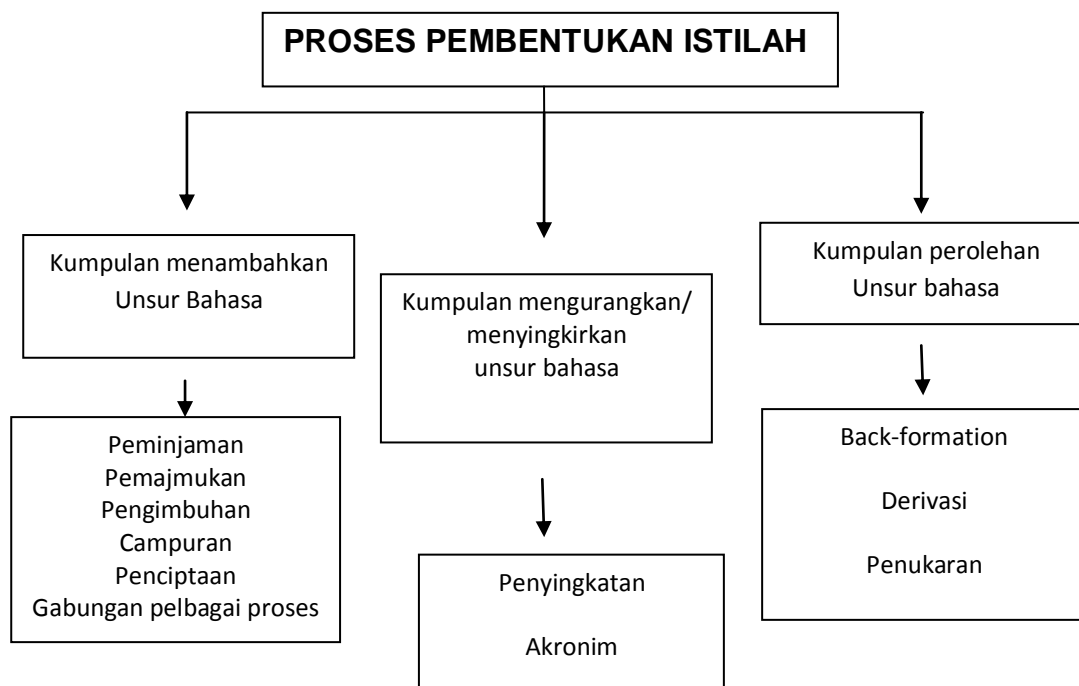 PROSES PEMBENTUKAN ISTILAH
Kumpulan menambahkan
Unsur Bahasa
Peminjaman
Pemajmukan
Pengimbuhan
Campuran
Penciptaan
Gabungan pelbagai proses
Kumpulan mengurangkan/
menyingkirkan
unsur bahasa
Penyingkatan
Akronim
Kumpulan perolehan
Unsur bahasa
Back-formation
Derivasi
Penukaran